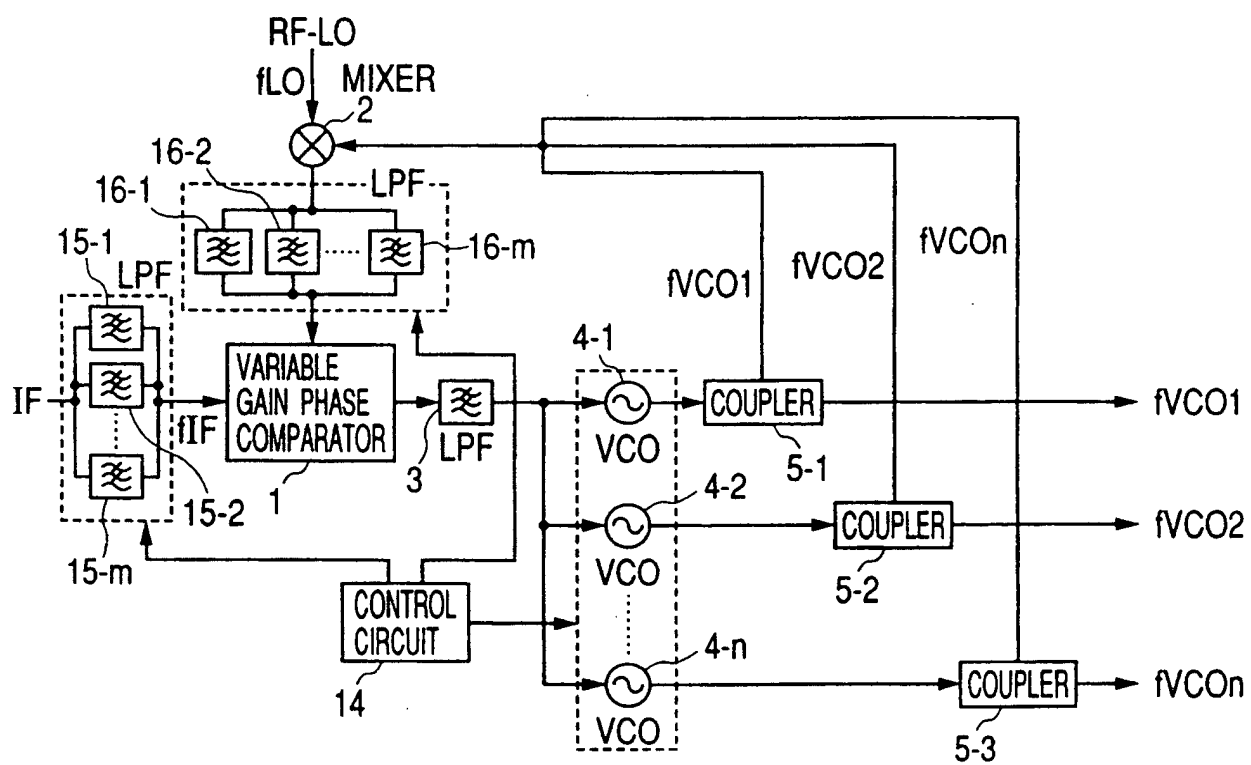 RF-LO
fLO
MIXER
2
16-2
16-1
LPF
16-m
15-1
LPF
fVCO1
fVCO2
fVCOn
IF
fIF
VARIABLE
GAIN PHASE
COMPARATOR
1
3
LPF
4-1
VCO
COUPLER
5-1
fVCO1
15-2
15-m
4-2
VCO
COUPLER
5-2
fVCO2
CONTROL
CIRCUIT
14
4-n
VCO
COUPLER
5-3
fVCOn